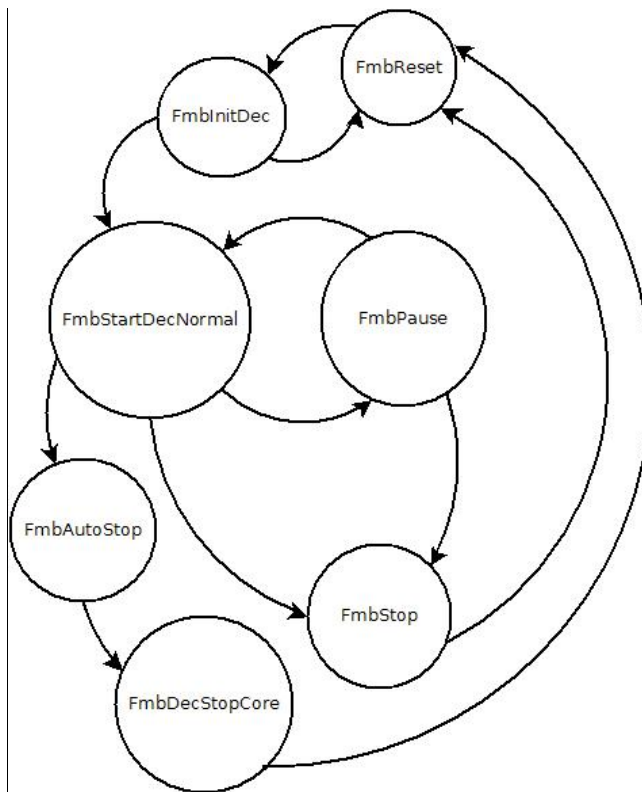 FmbReset
FmbInitDec
FmbStartDecNormal
FmbPause
FmbAutoStop
FmbStop
FmbDecStopCore